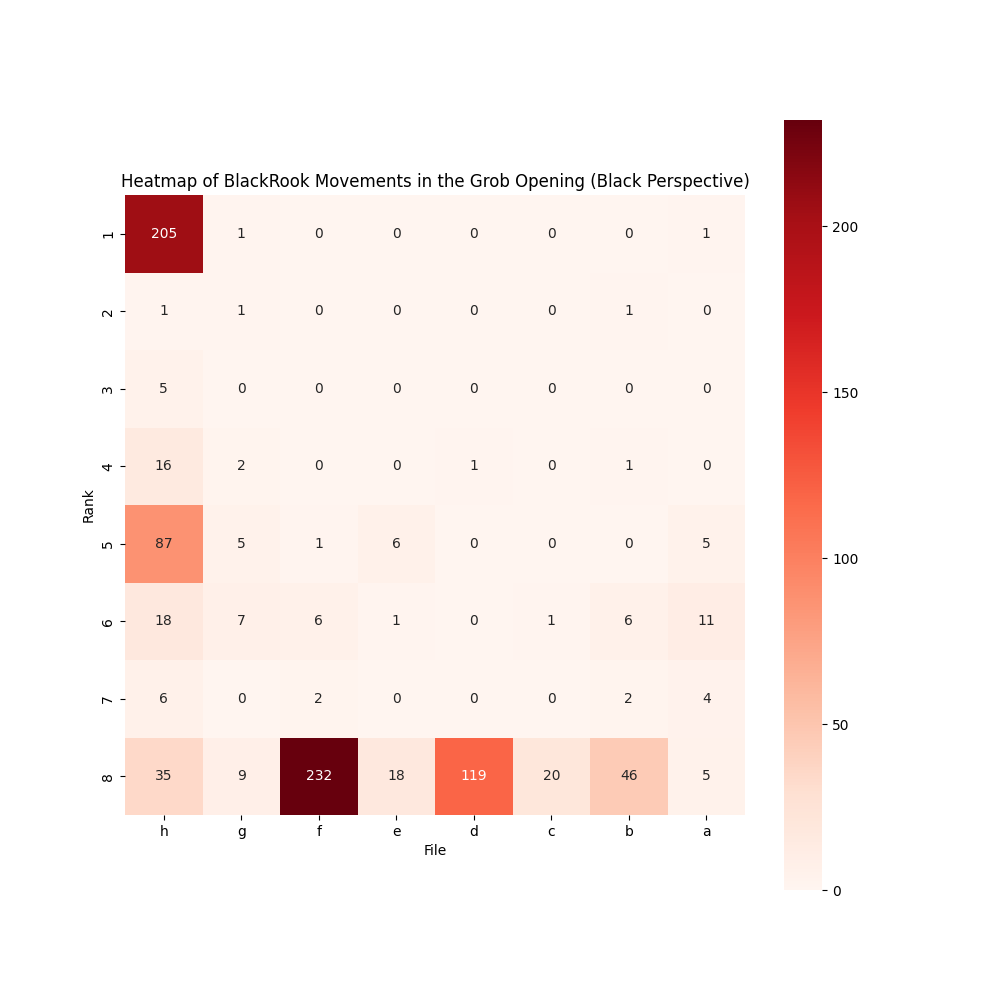 Heatmap of BlackRook Movements in the Grob Opening (Black Perspective)
1 205 1 0 0 0 0 0 1
2 1 1 0 0 0 0 1 0
3 5 0 0 0 0 0 0 0
4 16 2 0 0 1 0 1 0
5 87 5 1 6 0 0 0 5
6 18 7 6 1 0 1 6 11
7 6 0 2 0 0 0 2 4
8 35 9 232 18 119 20 46 5
h g f e d c b a
File
Rank
200
150
100
50
0